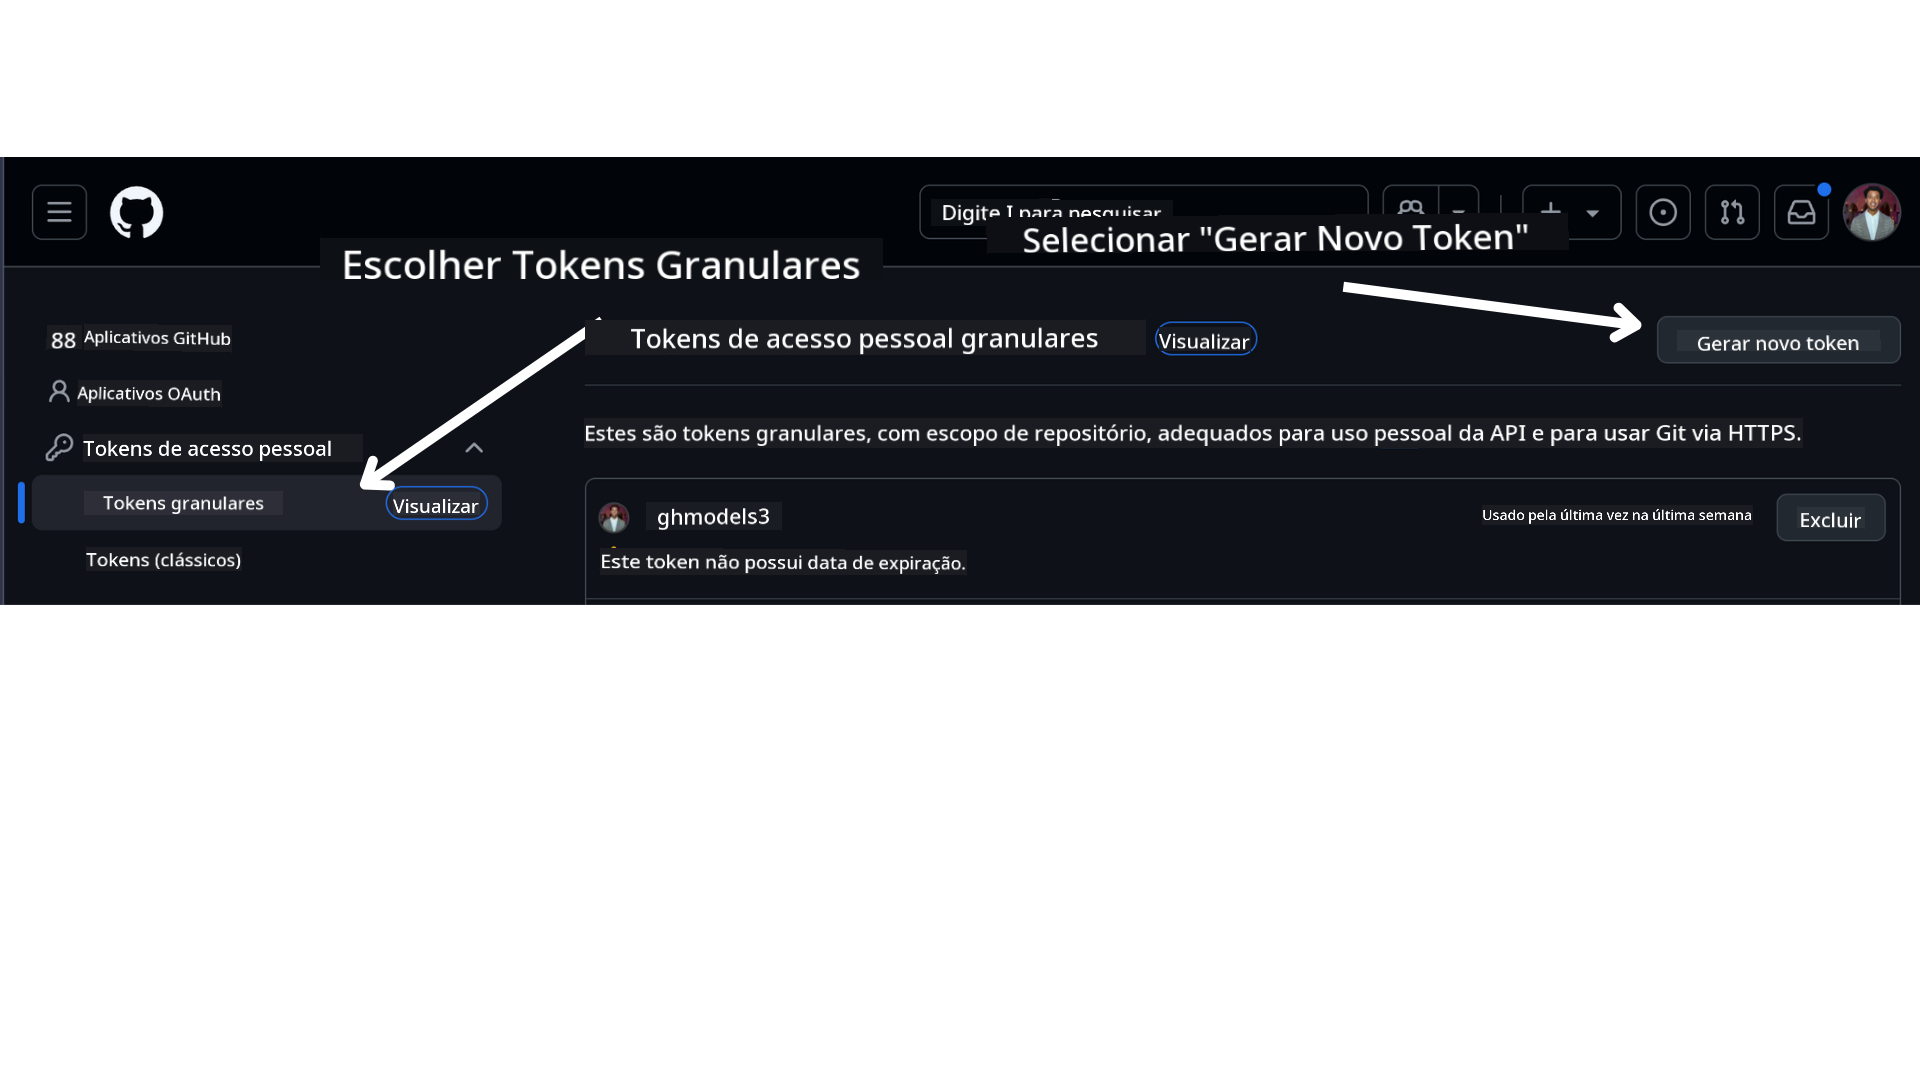 Digite I para pesquisar
Selecionar "Gerar Novo Token"
Escolher Tokens Granulares
88 Aplicativos GitHub
Aplicativos OAuth
Tokens de acesso pessoal
Tokens granulares Visualizar
Tokens (clássicos)
Tokens de acesso pessoal granulares Visualizar
Gerar novo token
Estes são tokens granulares, com escopo de repositório, adequados para uso pessoal da API e para usar Git via HTTPS.
ghmodels3
Usado pela última vez na última semana
Excluir
Este token não possui data de expiração.